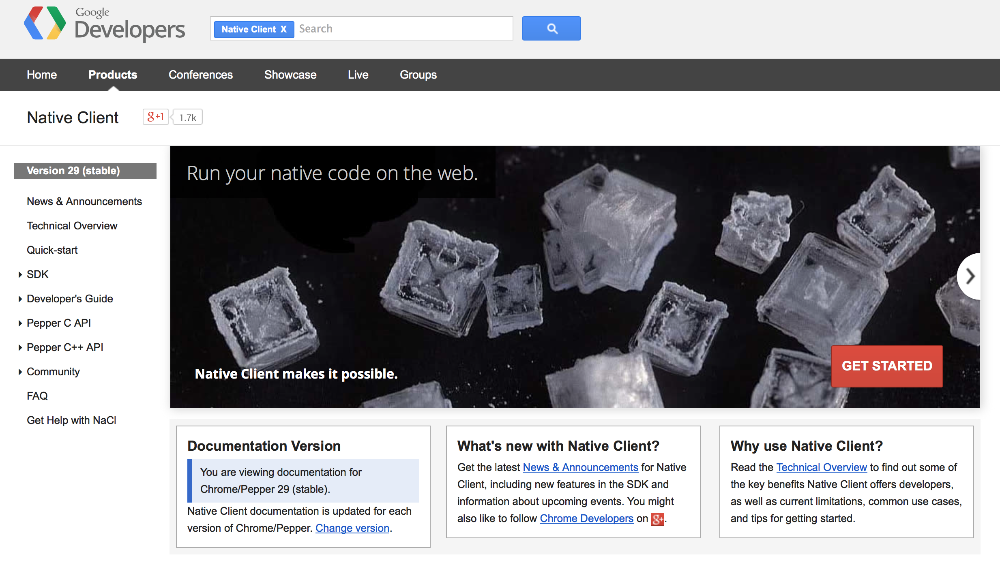 Google
Developers
Native Client X
Search
Home
Products
Conferences
Showcase
Live
Groups
Native Client
g+1
1.7k
Version 29 (stable)
News & Announcements
Technical Overview
Quick-start
SDK
Developer's Guide
Pepper C API
Pepper C++ API
Community
FAQ
Get Help with NaCl
Run your native code on the web.
Native Client makes it possible.
GET STARTED
Documentation Version
You are viewing documentation for
Chrome/Pepper 29 (stable).
Native Client documentation is updated for each
version of Chrome/Pepper. Change version.
What's new with Native Client?
Get the latest News & Announcements for Native
Client, including new features in the SDK and
information about upcoming events. You might
also like to follow Chrome Developers on g+.
Why use Native Client?
Read the Technical Overview to find out some of
the key benefits Native Client offers developers,
as well as current limitations, common use cases,
and tips for getting started.